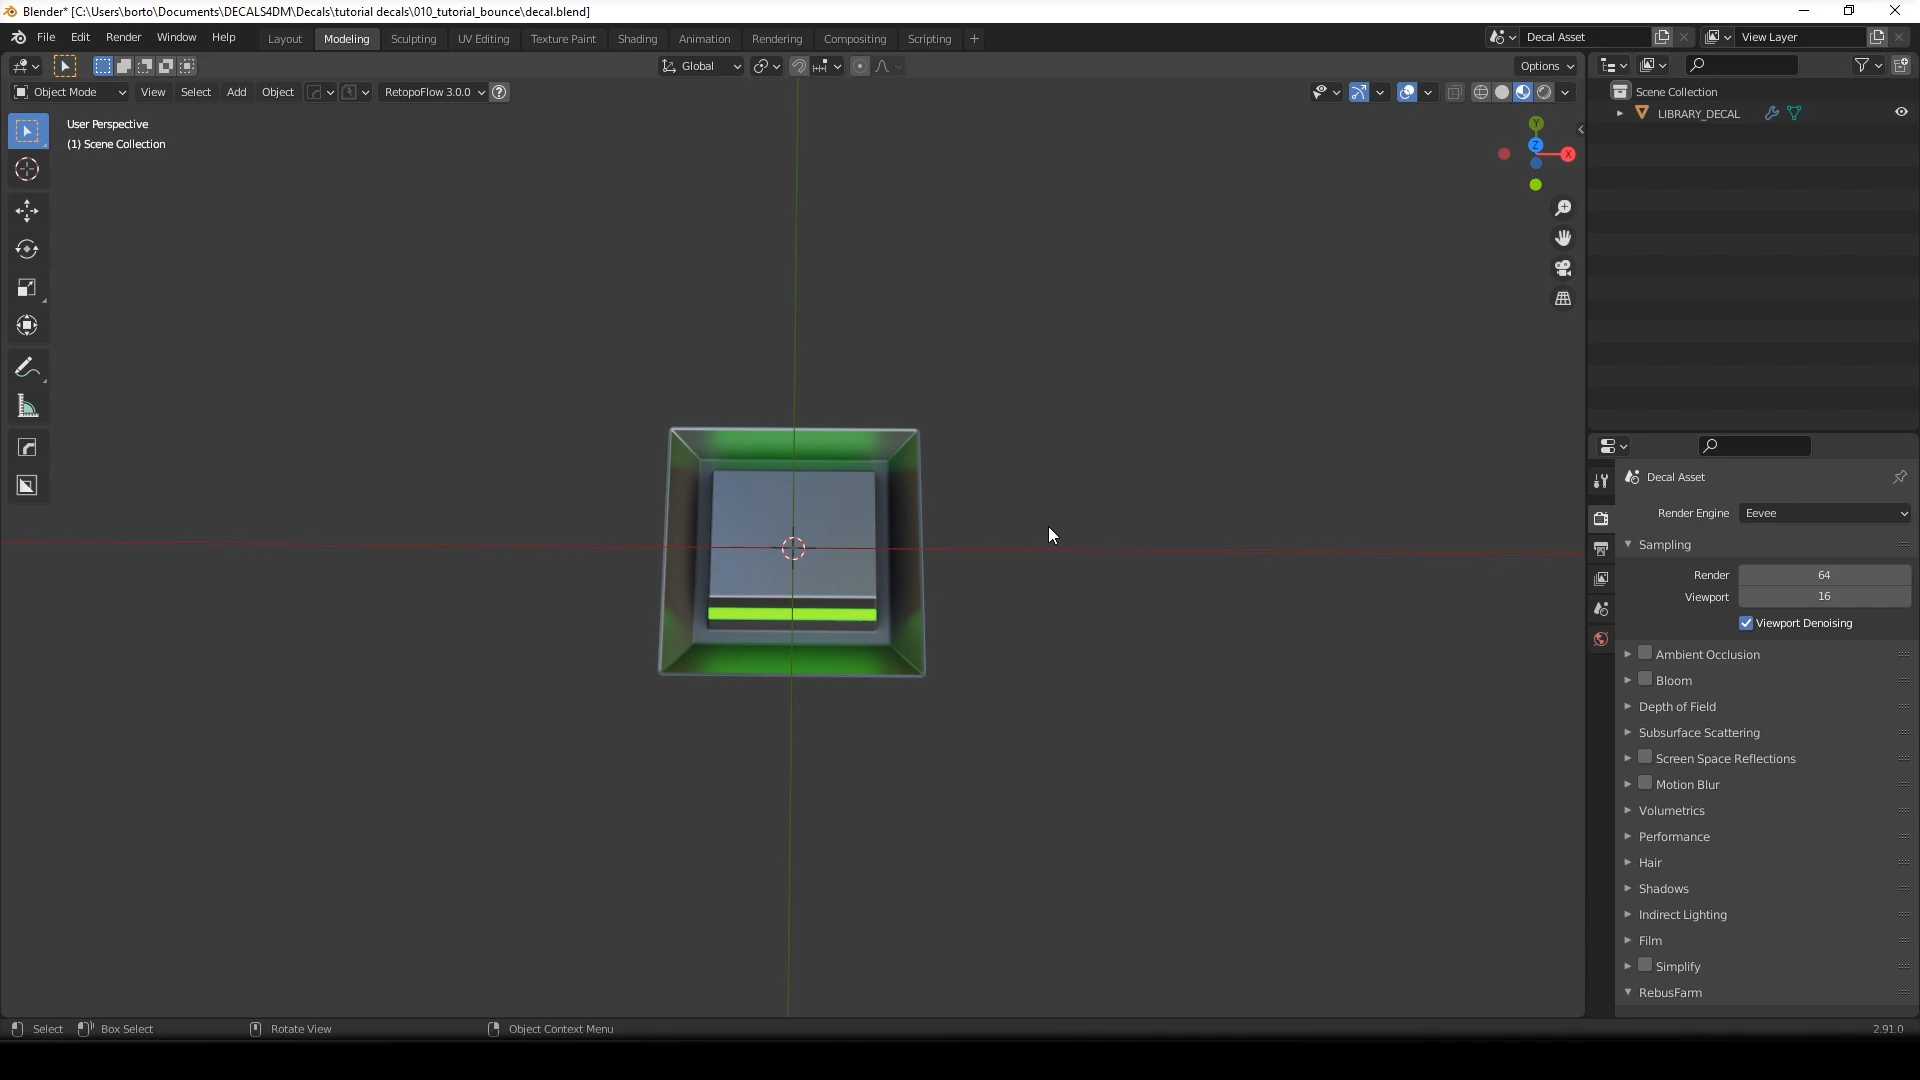 Blender* [C:\Users\borto\Documents\DECALS4DM\Decals\tutorial decals\010_tutorial_bounce\decal.blend]
File Edit Render Window Help Layout Modeling Sculpting UV Editing Texture Paint Shading Animation Rendering Compositing Scripting + Decal Asset View Layer
Global Options
Object Mode View Select Add Object RetopoFlow 3.0.0 ? Scene Collection
LIBRARY_DECAL
User Perspective
(1) Scene Collection
Y
Z
X
Decal Asset
Render Engine Eevee
Sampling
Render 64
Viewport 16
Viewport Denoising
Ambient Occlusion
Bloom
Depth of Field
Subsurface Scattering
Screen Space Reflections
Motion Blur
Volumetrics
Performance
Hair
Shadows
Indirect Lighting
Film
Simplify
RebusFarm
Select Box Select Rotate View Object Context Menu 2.91.0